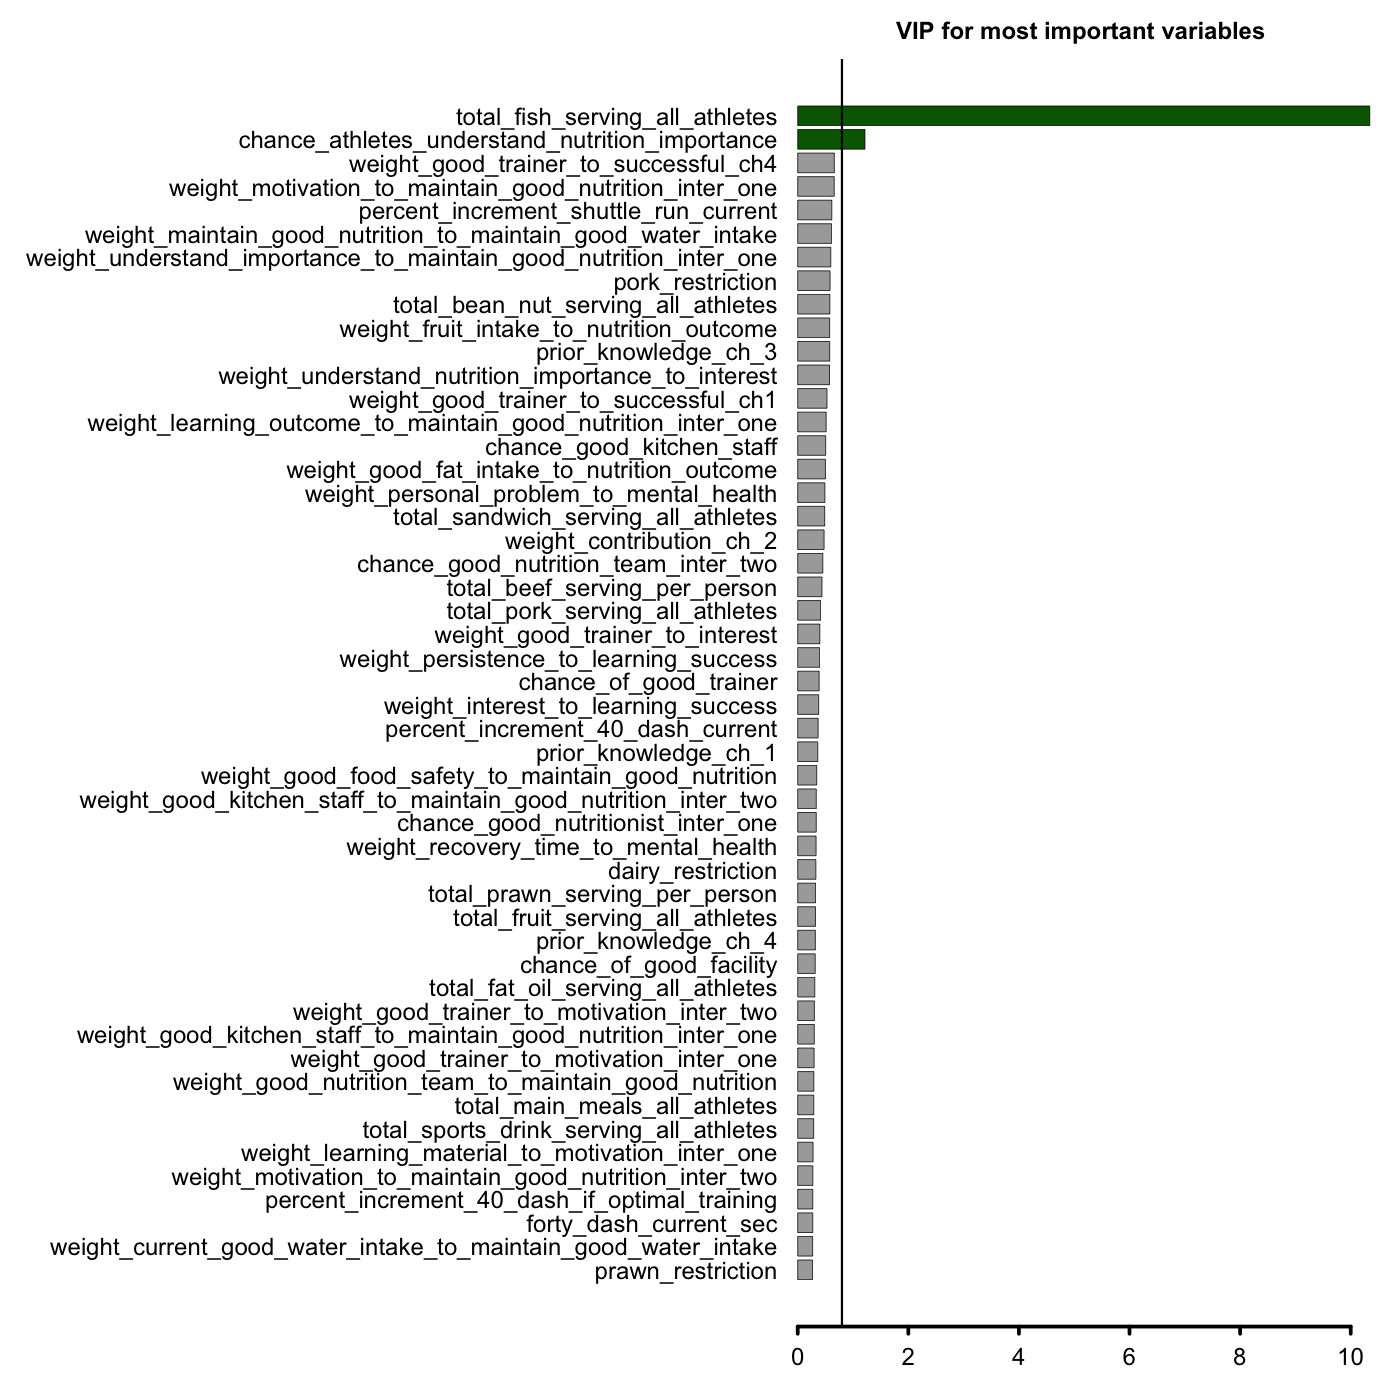 VIP for most important variables
total_fish_serving_all_athletes
chance_athletes_understand_nutrition_importance
weight_good_trainer_to_successful_ch4
weight_motivation_to_maintain_good_nutrition_inter_one
percent_increment_shuttle_run_current
weight_maintain_good_nutrition_to_maintain_good_water_intake
weight_understand_importance_to_maintain_good_nutrition_inter_one
pork_restriction
total_bean_nut_serving_all_athletes
weight_fruit_intake_to_nutrition_outcome
prior_knowledge_ch_3
weight_understand_nutrition_importance_to_interest
weight_good_trainer_to_successful_ch1
weight_learning_outcome_to_maintain_good_nutrition_inter_one
chance_good_kitchen_staff
weight_good_fat_intake_to_nutrition_outcome
weight_personal_problem_to_mental_health
total_sandwich_serving_all_athletes
weight_contribution_ch_2
chance_good_nutrition_team_inter_two
total_beef_serving_per_person
total_pork_serving_all_athletes
weight_good_trainer_to_interest
weight_persistence_to_learning_success
chance_of_good_trainer
weight_interest_to_learning_success
percent_increment_40_dash_current
prior_knowledge_ch_1
weight_good_food_safety_to_maintain_good_nutrition
weight_good_kitchen_staff_to_maintain_good_nutrition_inter_two
chance_good_nutritionist_inter_one
weight_recovery_time_to_mental_health
dairy_restriction
total_prawn_serving_per_person
total_fruit_serving_all_athletes
prior_knowledge_ch_4
chance_of_good_facility
total_fat_oil_serving_all_athletes
weight_good_trainer_to_motivation_inter_two
weight_good_kitchen_staff_to_maintain_good_nutrition_inter_one
weight_good_trainer_to_motivation_inter_one
weight_good_nutrition_team_to_maintain_good_nutrition
total_main_meals_all_athletes
total_sports_drink_serving_all_athletes
weight_learning_material_to_motivation_inter_one
weight_motivation_to_maintain_good_nutrition_inter_two
percent_increment_40_dash_if_optimal_training
forty_dash_current_sec
weight_current_good_water_intake_to_maintain_good_water_intake
prawn_restriction
0 2 4 6 8 10